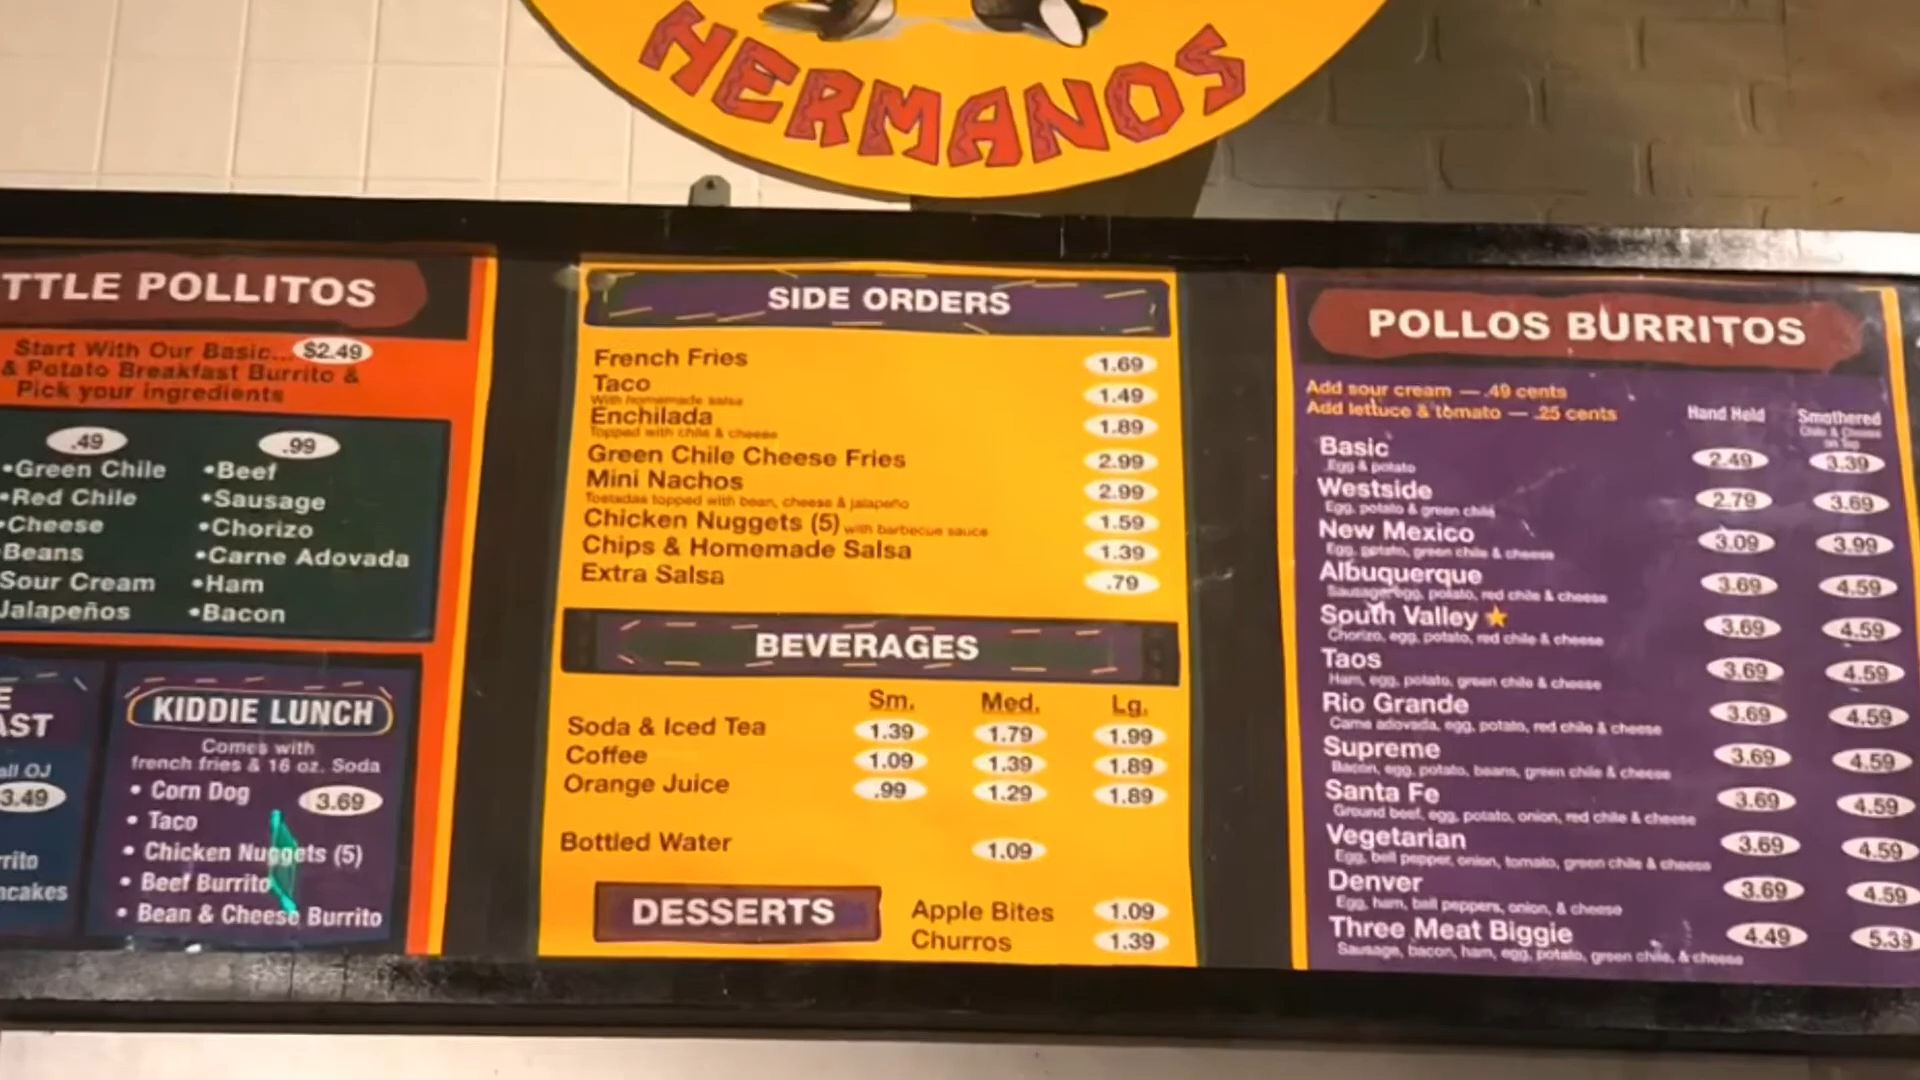 HERMANOS
TTLE POLLITOS
Start With Our Basic... $2.49
& Potato Breakfast Burrito &
Pick your ingredients
.49
•Green Chile
•Red Chile
•Cheese
Beans
Sour Cream
Jalapeños
.99
•Beef
•Sausage
•Chorizo
•Carne Adovada
•Ham
•Bacon
E
AST
all OJ
3.49
rrito
ncakes
KIDDIE LUNCH
Comes with
french fries & 16 oz. Soda
• Corn Dog 3.69
• Taco
• Chicken Nuggets (5)
• Beef Burrito
• Bean & Cheese Burrito
SIDE ORDERS
French Fries 1.69
Taco 1.49
With homemade salsa
Enchilada 1.89
Topped with chile & cheese
Green Chile Cheese Fries 2.99
Mini Nachos 2.99
Tostadas topped with bean, cheese & jalapeño
Chicken Nuggets (5) with barbecue sauce 1.59
Chips & Homemade Salsa 1.39
Extra Salsa .79
BEVERAGES
Sm. Med. Lg.
Soda & Iced Tea 1.39 1.79 1.99
Coffee 1.09 1.39 1.89
Orange Juice .99 1.29 1.89
Bottled Water 1.09
DESSERTS
Apple Bites 1.09
Churros 1.39
POLLOS BURRITOS
Add sour cream — .49 cents
Add lettuce & tomato — .25 cents
Hand Held Smothered
Chile & Cheese
on Top
Basic 2.49 3.39
Egg & potato
Westside 2.79 3.69
Egg, potato & green chile
New Mexico 3.09 3.99
Egg, potato, green chile & cheese
Albuquerque 3.69 4.59
Sausage, egg, potato, red chile & cheese
South Valley ★ 3.69 4.59
Chorizo, egg, potato, red chile & cheese
Taos 3.69 4.59
Ham, egg, potato, green chile & cheese
Rio Grande 3.69 4.59
Carne adovada, egg, potato, red chile & cheese
Supreme 3.69 4.59
Bacon, egg, potato, beans, green chile & cheese
Santa Fe 3.69 4.59
Ground beef, egg, potato, onion, red chile & cheese
Vegetarian 3.69 4.59
Egg, bell pepper, onion, tomato, green chile & cheese
Denver 3.69 4.59
Egg, ham, bell peppers, onion, & cheese
Three Meat Biggie 4.49 5.39
Sausage, bacon, ham, egg, potato, green chile, & cheese